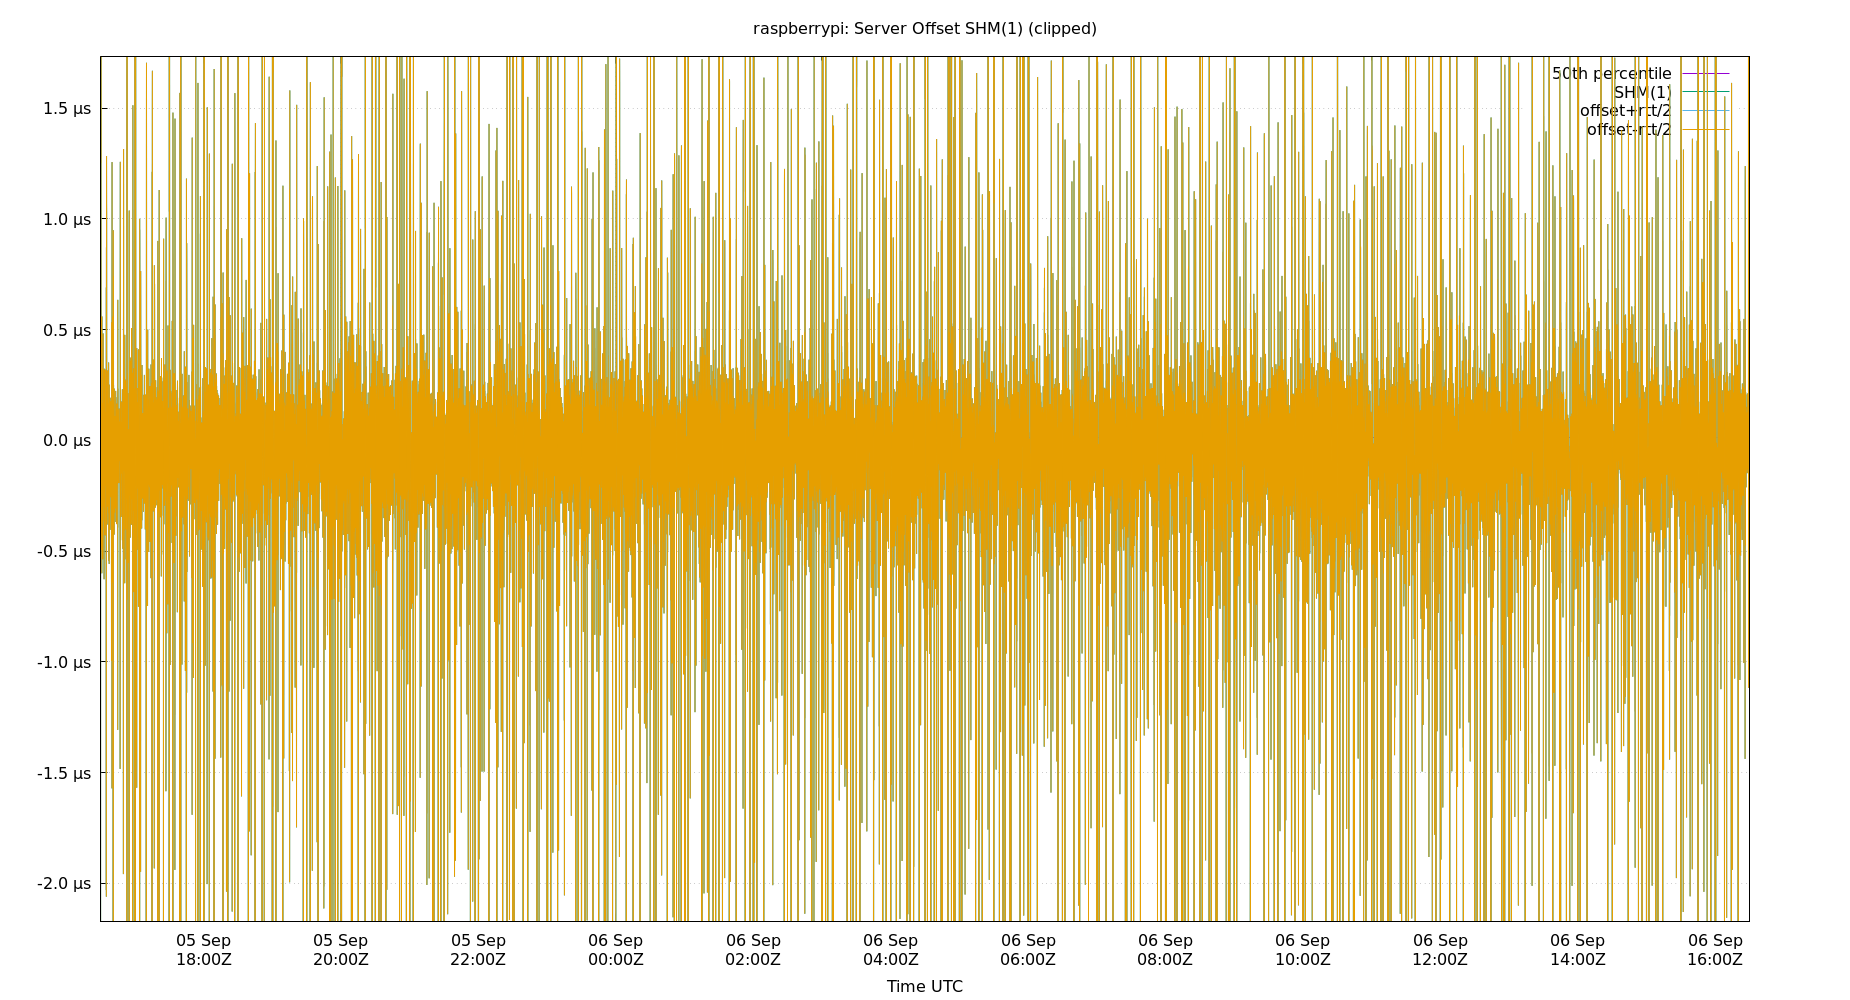 raspberrypi: Server Offset SHM(1) (clipped)
50th percentile
SHM(1)
offset+rtt/2
offset-rtt/2
1.5 µs
1.0 µs
0.5 µs
0.0 µs
-0.5 µs
-1.0 µs
-1.5 µs
-2.0 µs
05 Sep 05 Sep 05 Sep 06 Sep 06 Sep 06 Sep 06 Sep 06 Sep 06 Sep 06 Sep 06 Sep 06 Sep
18:00Z 20:00Z 22:00Z 00:00Z 02:00Z 04:00Z 06:00Z 08:00Z 10:00Z 12:00Z 14:00Z 16:00Z
Time UTC